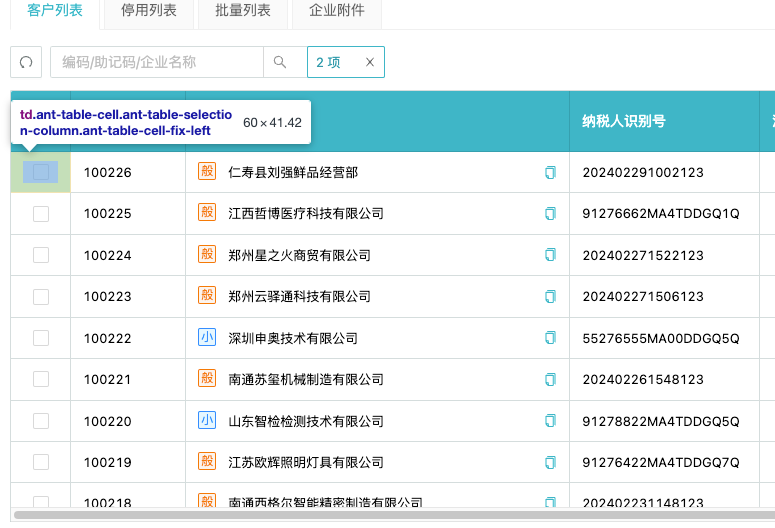 客户列表 停用列表 批量列表 企业附件
编码/助记码/企业名称 2 项 X
td.ant-table-cell.ant-table-selectio
n-column.ant-table-cell-fix-left
60×41.42
纳税人识别号
100226 般 仁寿县刘强鲜品经营部 202402291002123
100225 般 江西哲博医疗科技有限公司 91276662MA4TDDGQ1Q
100224 般 郑州星之火商贸有限公司 202402271522123
100223 般 郑州云驿通科技有限公司 202402271506123
100222 小 深圳申奥技术有限公司 55276555MA00DDGQ5Q
100221 般 南通苏玺机械制造有限公司 202402261548123
100220 小 山东智检检测技术有限公司 91278822MA4TDDGQ5Q
100219 般 江苏欧辉照明灯具有限公司 91276422MA4TDDGQ7Q
100218 般 南通西格尔智能精密制造有限公司 202402231148123